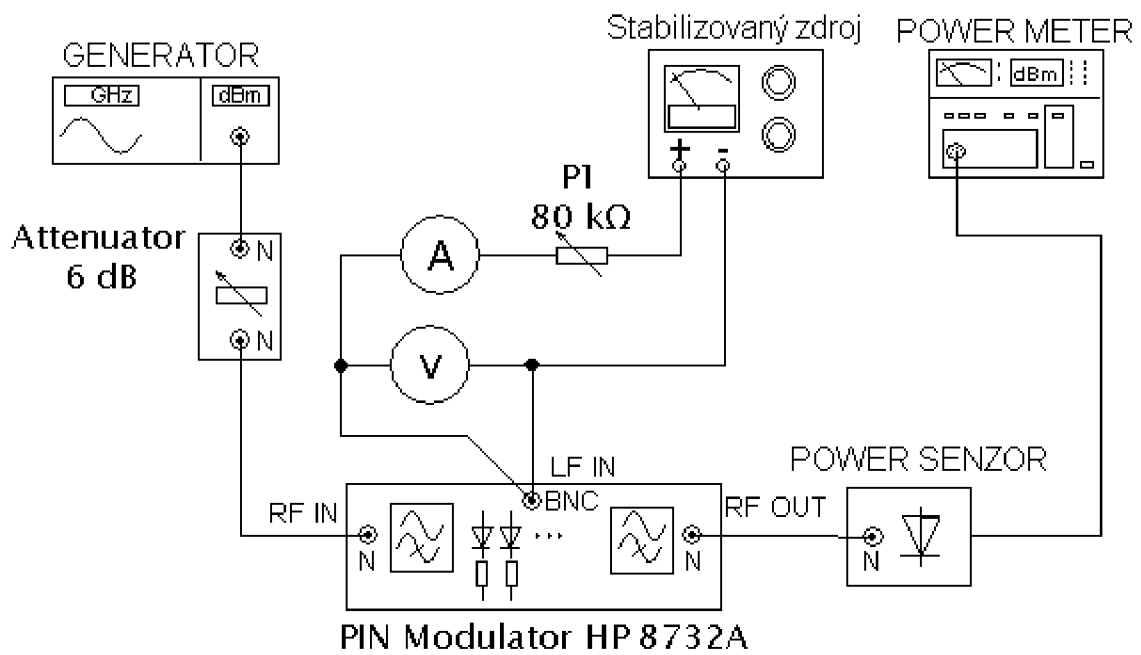 GENERATOR
GHz
dBm
Stabilizovaný zdroj
+ -
POWER METER
dBm
P1
80 kΩ
Attenuator
6 dB
N
N
A
V
LF IN
BNC
RF IN
N
...
N
RF OUT
POWER SENZOR
N
PIN Modulator HP 8732A